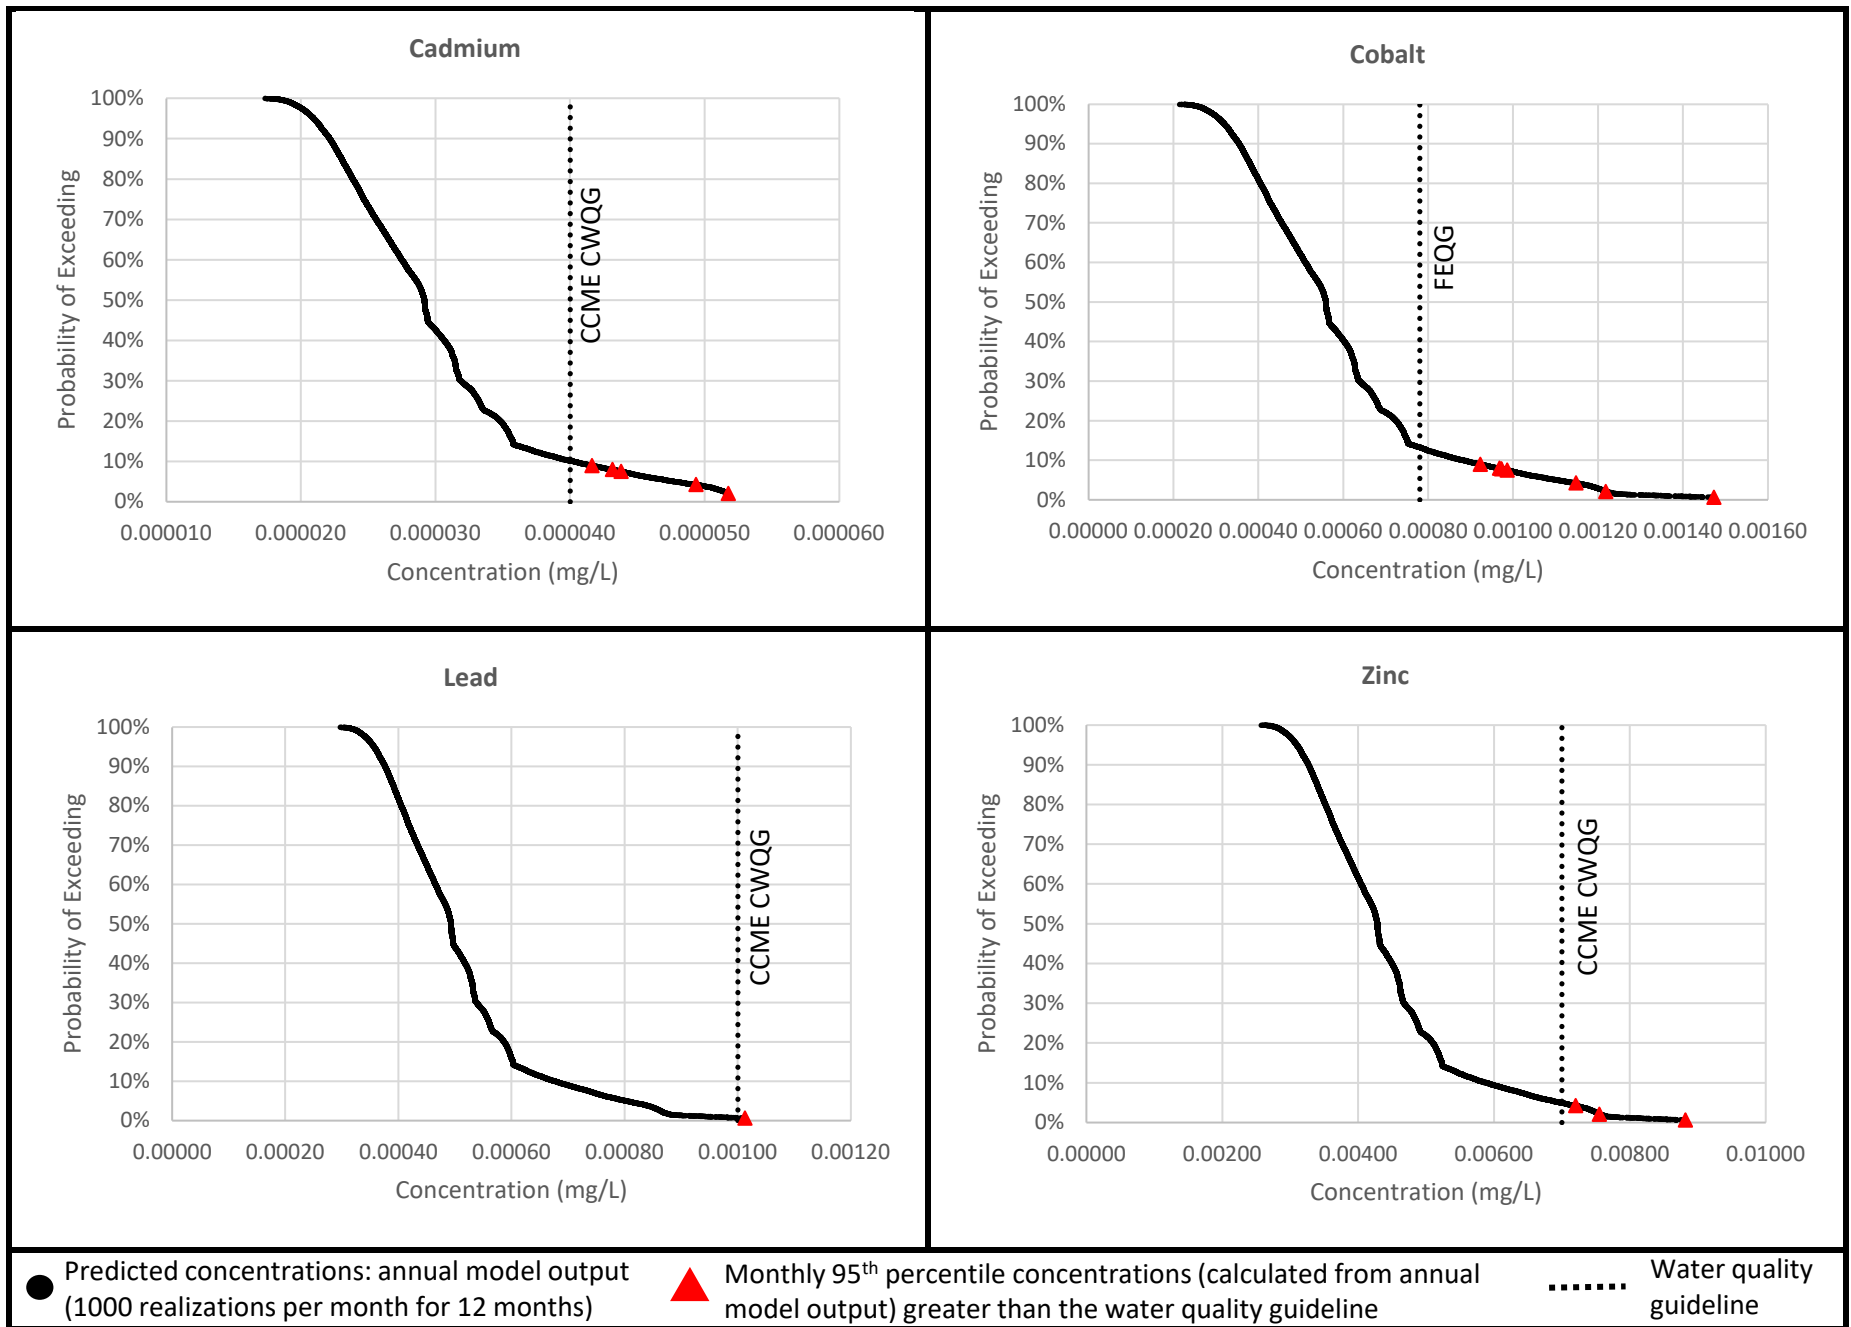 Cadmium
100%
90%
80%
70%
60%
50%
40%
30%
20%
10%
0%
Probability of Exceeding
CCME CWQG
0.000010 0.000020 0.000030 0.000040 0.000050 0.000060
Concentration (mg/L)
Cobalt
100%
90%
80%
70%
60%
50%
40%
30%
20%
10%
0%
Probability of Exceeding
FEQG
0.00000 0.00020 0.00040 0.00060 0.00080 0.00100 0.00120 0.00140 0.00160
Concentration (mg/L)
Lead
100%
90%
80%
70%
60%
50%
40%
30%
20%
10%
0%
Probability of Exceeding
CCME CWQG
0.00000 0.00020 0.00040 0.00060 0.00080 0.00100 0.00120
Concentration (mg/L)
Zinc
100%
90%
80%
70%
60%
50%
40%
30%
20%
10%
0%
Probability of Exceeding
CCME CWQG
0.00000 0.00200 0.00400 0.00600 0.00800 0.01000
Concentration (mg/L)
Predicted concentrations: annual model output
(1000 realizations per month for 12 months)
Monthly 95th percentile concentrations (calculated from annual
model output) greater than the water quality guideline
Water quality
guideline